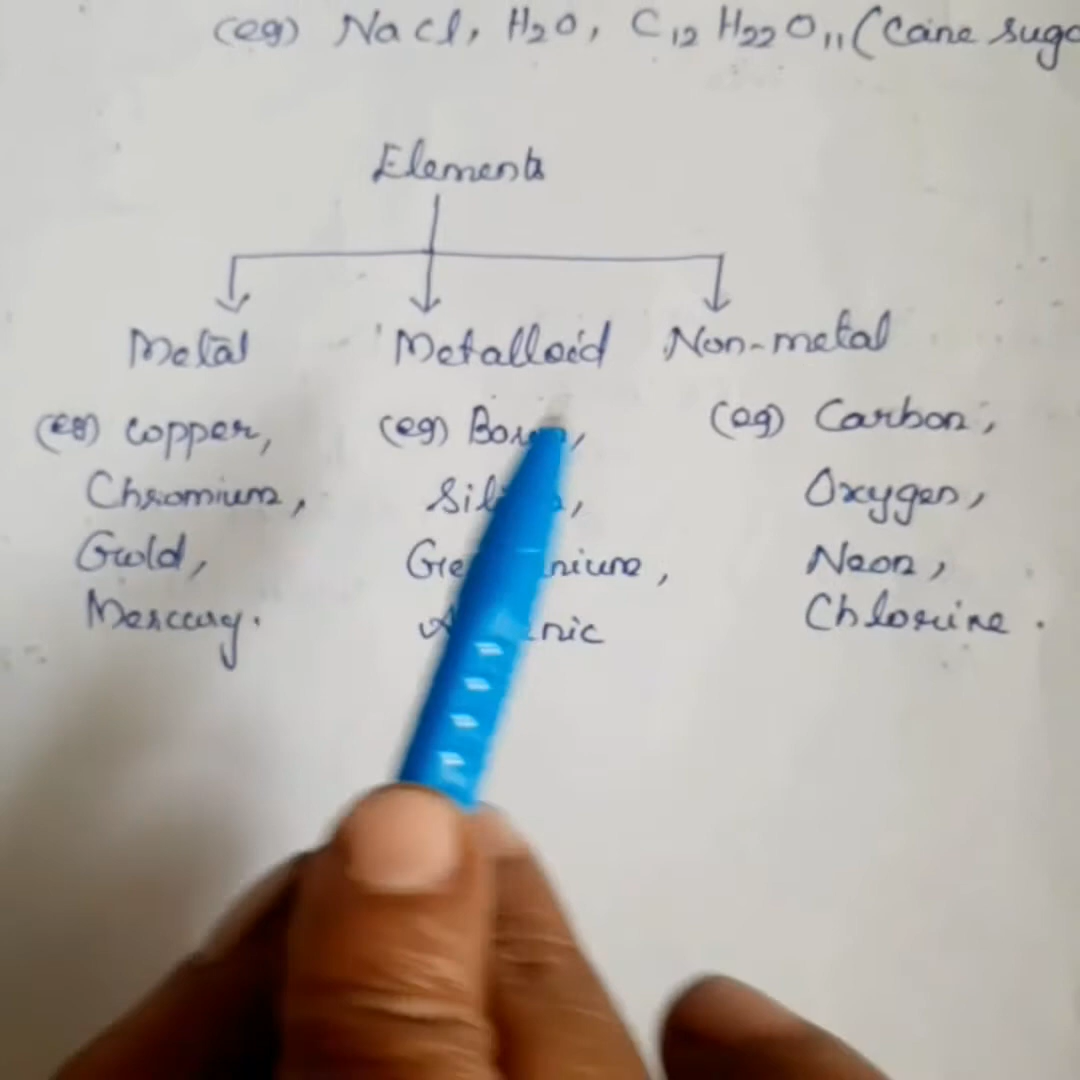 (eg) NaCl, H₂O, C₁₂H₂₂O₁₁ (Cane
Elements
Metal Metalloid Non-metal
(eg) Copper, (eg) Carbon,
Chromium, Oxygen,
Gold, Neon,
Mercury. Chlorine.